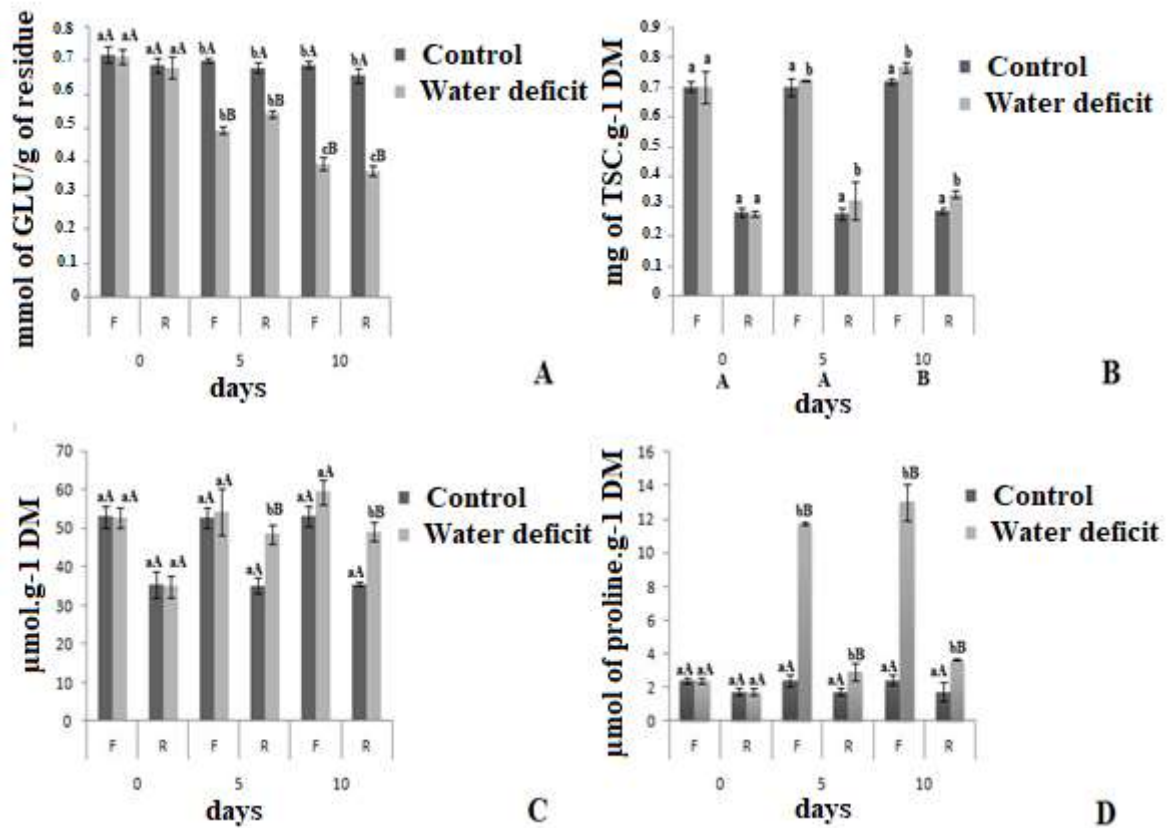 mmol of GLU/g of residue
0.8
0.7
0.6
0.5
0.4
0.3
0.2
0.1
0
aA aA aA aA bA bB bA bB bA cB bA cB
Control
Water deficit
F R F R F R
0 5 10
days
A
mg of TSC.g-1 DM
0.9
0.8
0.7
0.6
0.5
0.4
0.3
0.2
0.1
0
a a a a a b a b a b a b
Control
Water deficit
F R F R F R
0 5 10
A A B
days
B
µmol.g-1 DM
70
60
50
40
30
20
10
0
aA aA aA aA aA aA aA bB aA aA aA bB
Control
Water deficit
F R F R F R
0 5 10
days
C
µmol of proline.g-1 DM
16
14
12
10
8
6
4
2
0
aA aA aA aA aA bB aA bB aA bB aA bB
Control
Water deficit
F R F R F R
0 5 10
days
D